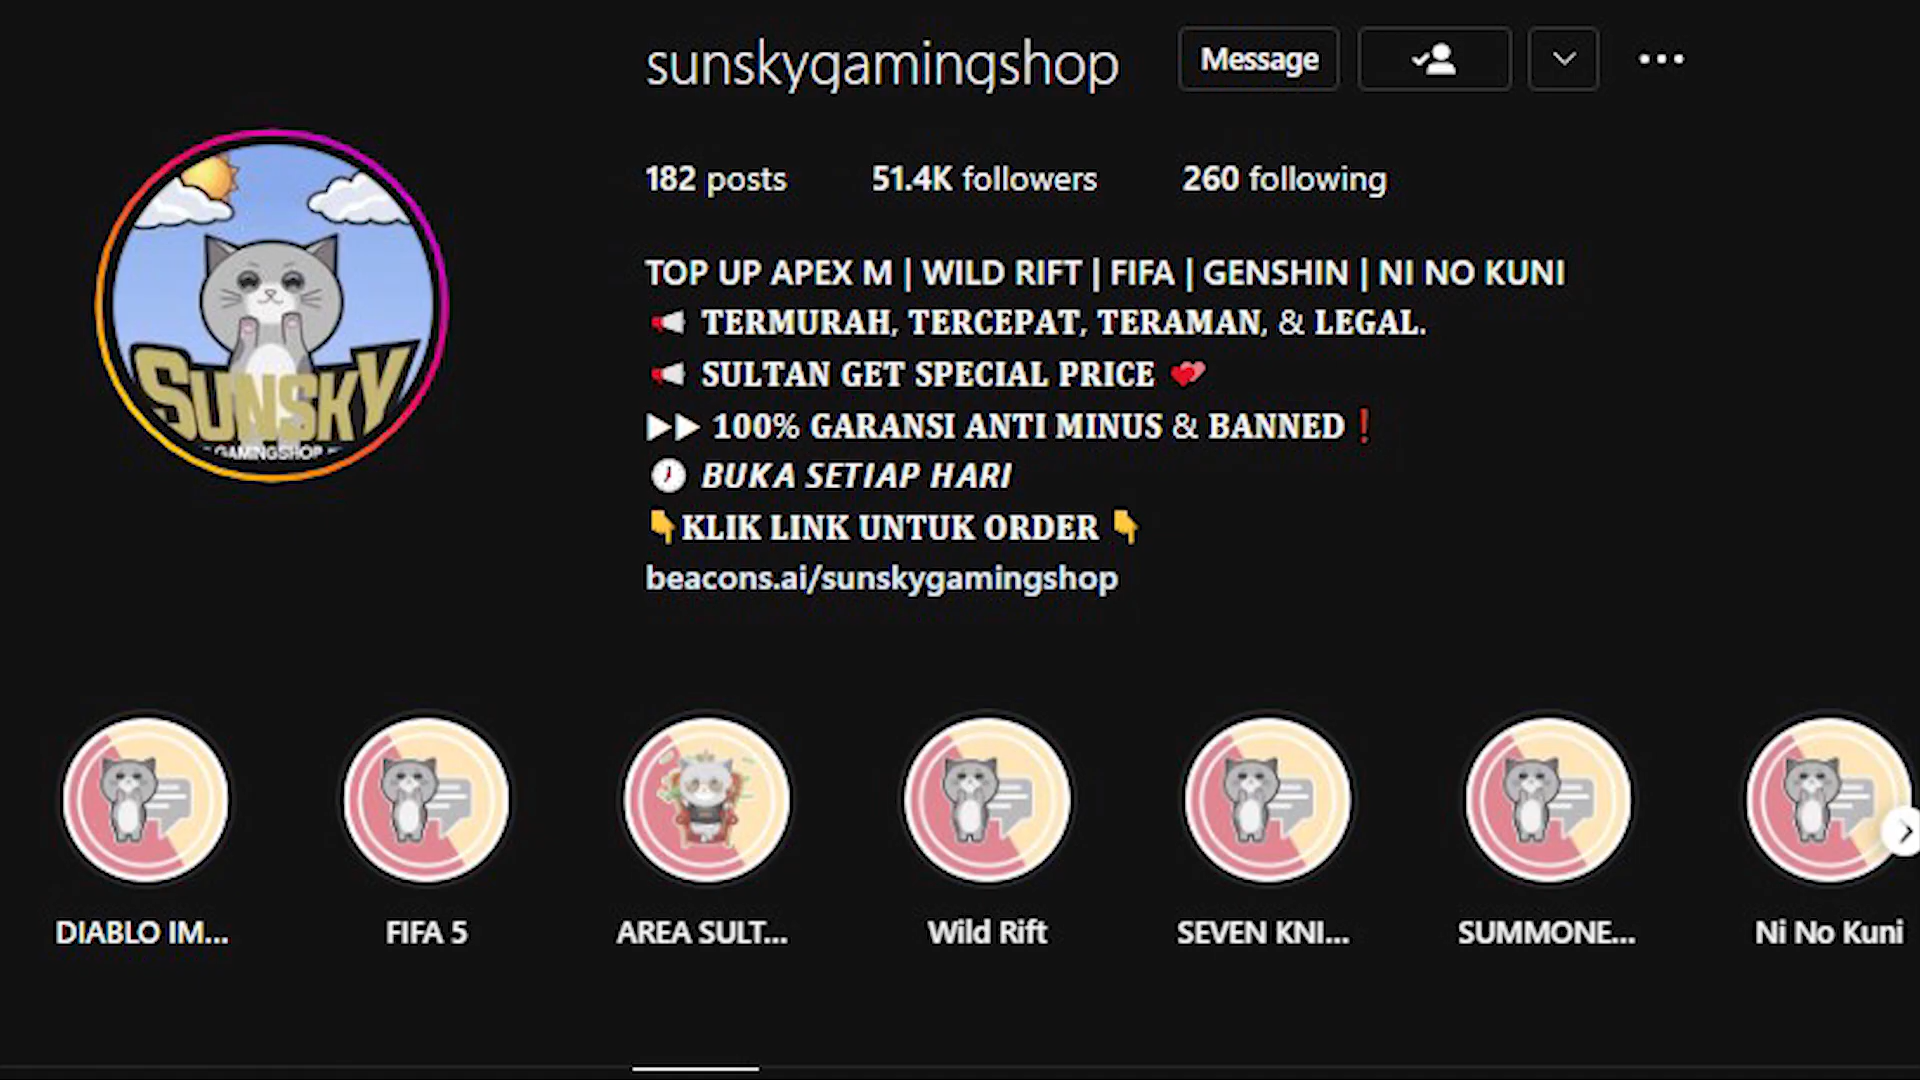 sunskygamingshop
Message
182 posts
51.4K followers
260 following
TOP UP APEX M | WILD RIFT | FIFA | GENSHIN | NI NO KUNI
TERMURAH, TERCEPAT, TERAMAN, & LEGAL.
SULTAN GET SPECIAL PRICE
100% GARANSI ANTI MINUS & BANNED❗
BUKA SETIAP HARI
KLIK LINK UNTUK ORDER
beacons.ai/sunskygamingshop
SUNSKY
GAMINGSHOP
DIABLO IM...
FIFA 5
AREA SULT...
Wild Rift
SEVEN KNI...
SUMMONE...
Ni No Kuni